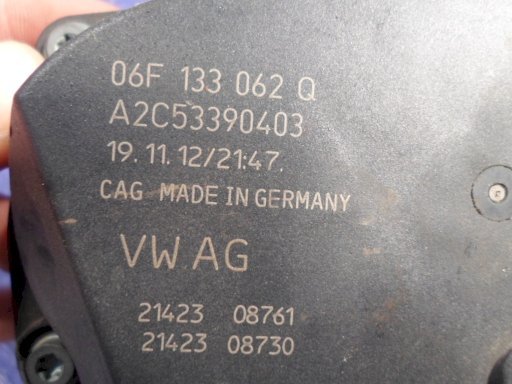 06F 133 062 Q
A2C53390403
19.11.12/21:47.
CAG MADE IN GERMANY
VW AG
21423 08761
21423 08730